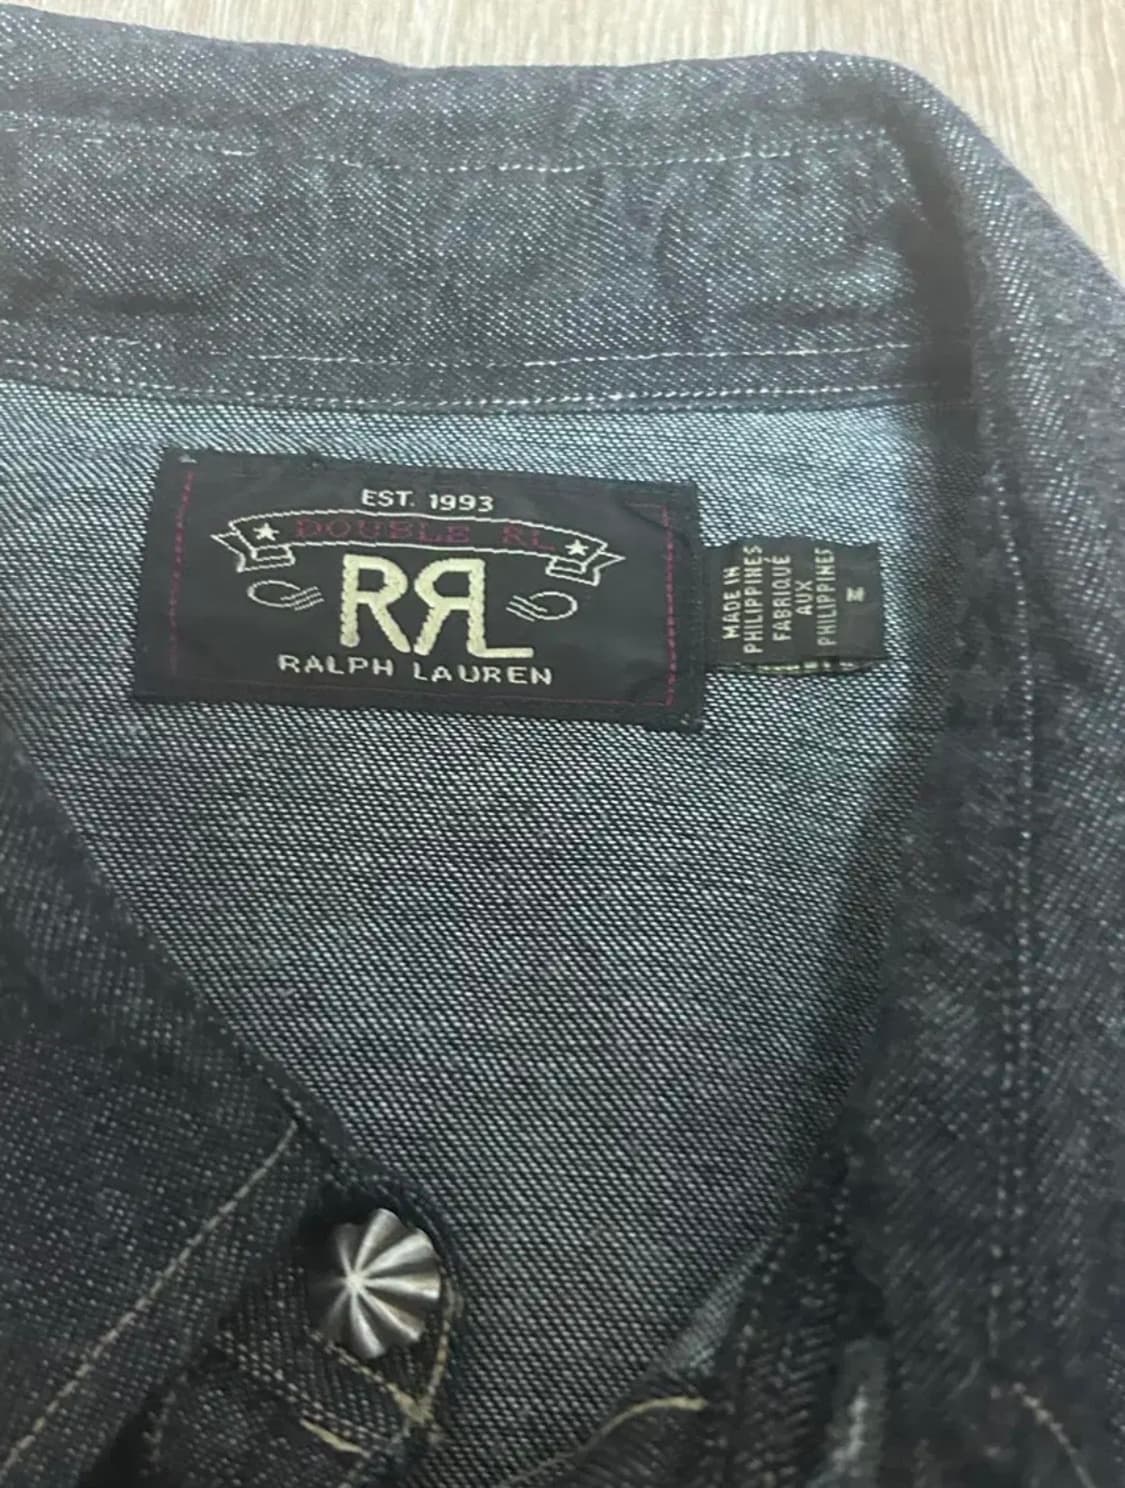 EST. 1993
DOUBLE RL
RRL
RALPH LAUREN
MADE IN
PHILIPPINES
FABRIQUÉ
AUX
PHILIPPINES
M